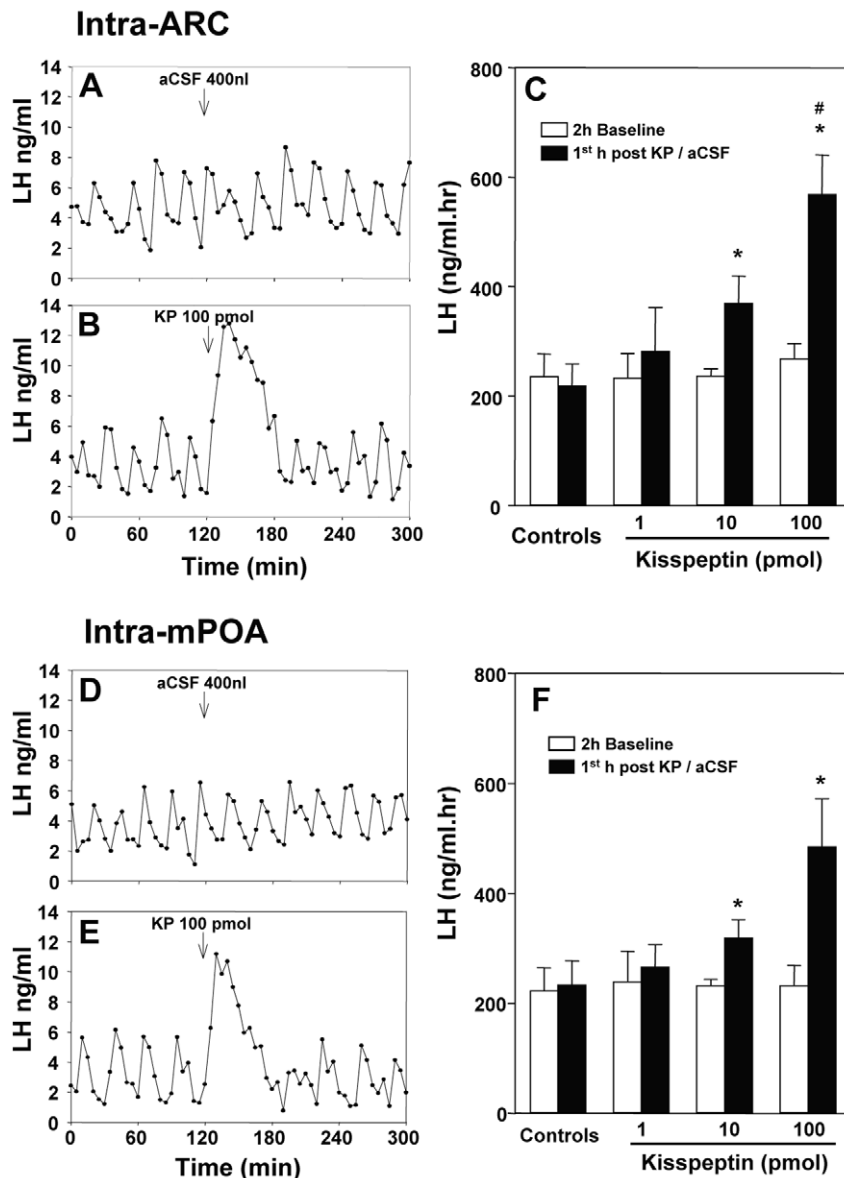 Intra-ARC
A
aCSF 400nl
LH ng/ml
14
12
10
8
6
4
2
0
B
KP 100 pmol
LH ng/ml
14
12
10
8
6
4
2
0
0 60 120 180 240 300
Time (min)
C
2h Baseline
1st h post KP / aCSF
LH (ng/ml.hr)
800
600
400
200
0
*
#
*
Controls 1 10 100
Kisspeptin (pmol)
Intra-mPOA
D
aCSF 400nl
LH ng/ml
14
12
10
8
6
4
2
0
E
KP 100 pmol
LH ng/ml
14
12
10
8
6
4
2
0
0 60 120 180 240 300
Time (min)
F
2h Baseline
1st h post KP / aCSF
LH (ng/ml.hr)
800
600
400
200
0
*
*
Controls 1 10 100
Kisspeptin (pmol)